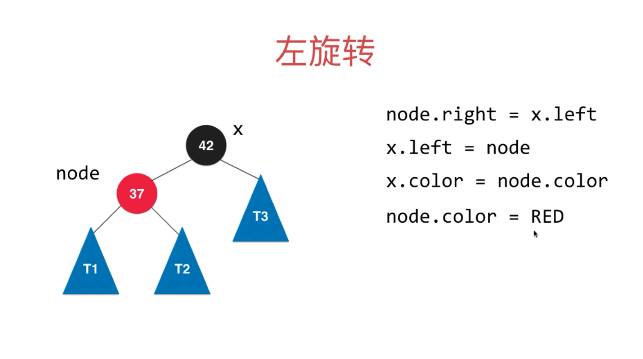 左旋转
x
42
node
37
T3
T1
T2
node.right = x.left
x.left = node
x.color = node.color
node.color = RED